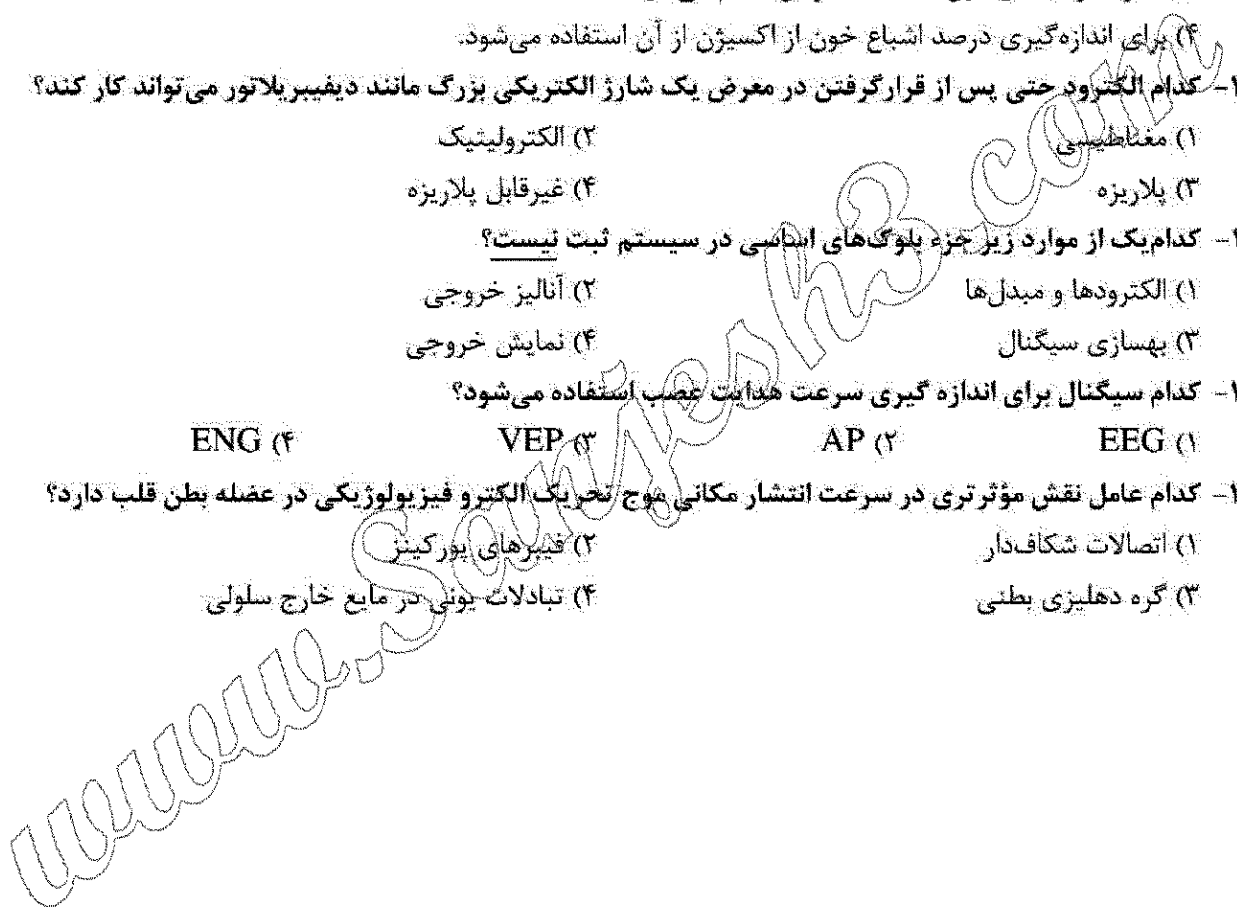 ۴) برای اندازه‌گیری درصد اشباع خون از اکسیژن از آن استفاده می‌شود.
۱- کدام الکترود حتی پس از قرارگرفتن در معرض یک شارژ الکتریکی بزرگ مانند دیفیبریلاتور می‌تواند کار کند؟
۱) مغناطیسی ۲) الکترولیتیک
۳) پلاریزه ۴) غیرقابل پلاریزه
۱- کدام‌یک از موارد زیر جزء بلوک‌های اساسی در سیستم ثبت نیست؟
۱) الکترودها و مبدل‌ها ۲) آنالیز خروجی
۳) بهسازی سیگنال ۴) نمایش خروجی
۱- کدام سیگنال برای اندازه گیری سرعت هدایت عصب استفاده می‌شود؟
۱) EEG ۲) AP ۳) VEP ۴) ENG
۱- کدام عامل نقش مؤثرتری در سرعت انتشار مکانی موج تحریک الکترو فیزیولوژیکی در عضله بطن قلب دارد؟
۱) اتصالات شکاف‌دار ۲) فیبرهای پورکینز
۳) گره دهلیزی بطنی ۴) تبادلات یونی در مایع خارج سلولی
www.Sanjesh3.com